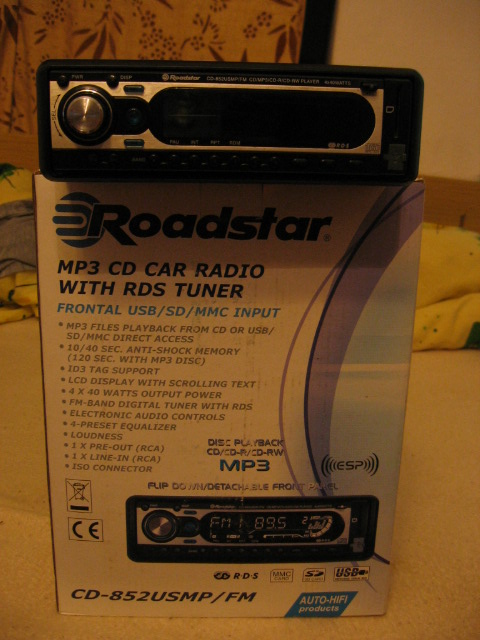 PWR DISP Roadstar CD-852USMP/FM CD/MP3/CD-R/CD-RW PLAYER
SEL
RDS
Roadstar®
MP3 CD CAR RADIO
WITH RDS TUNER
FRONTAL USB/SD/MMC INPUT
• MP3 FILES PLAYBACK FROM CD OR USB/
SD/MMC DIRECT ACCESS
• 10/40 SEC. ANTI-SHOCK MEMORY
(120 SEC. WITH MP3 DISC)
• ID3 TAG SUPPORT
• LCD DISPLAY WITH SCROLLING TEXT
• 4 X 40 WATTS OUTPUT POWER
• FM-BAND DIGITAL TUNER WITH RDS
• ELECTRONIC AUDIO CONTROLS
• 4-PRESET EQUALIZER
• LOUDNESS
• 1 X PRE-OUT (RCA)
• 1 X LINE-IN (RCA)
• ISO CONNECTOR
DISC PLAYBACK
CD/CD-R/CD-RW
MP3
ESP
FLIP DOWN/DETACHABLE FRONT PANEL
CE
FM 1 89.5
R·D·S MMC SD USB
CD-852USMP/FM
AUTO-HIFI
products